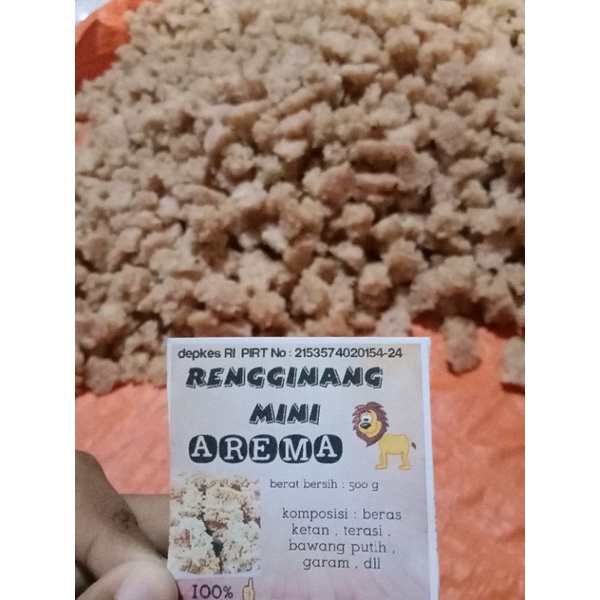 depkes RI PIRT No : 2153574020154-24
RENGGINANG
MINI
AREMA
berat bersih : 500 g
komposisi : beras
ketan , terasi ,
bawang putih ,
garam , dll
100%